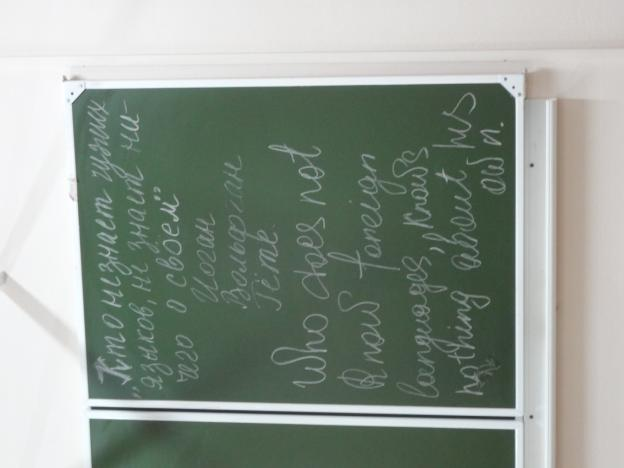 Кто не знает чужих
"языков, не знает ни-
чего о своем"
Иоган
Вольфган
Гёте.
Who does not
know foreign
languages, knows
nothing about his
own.